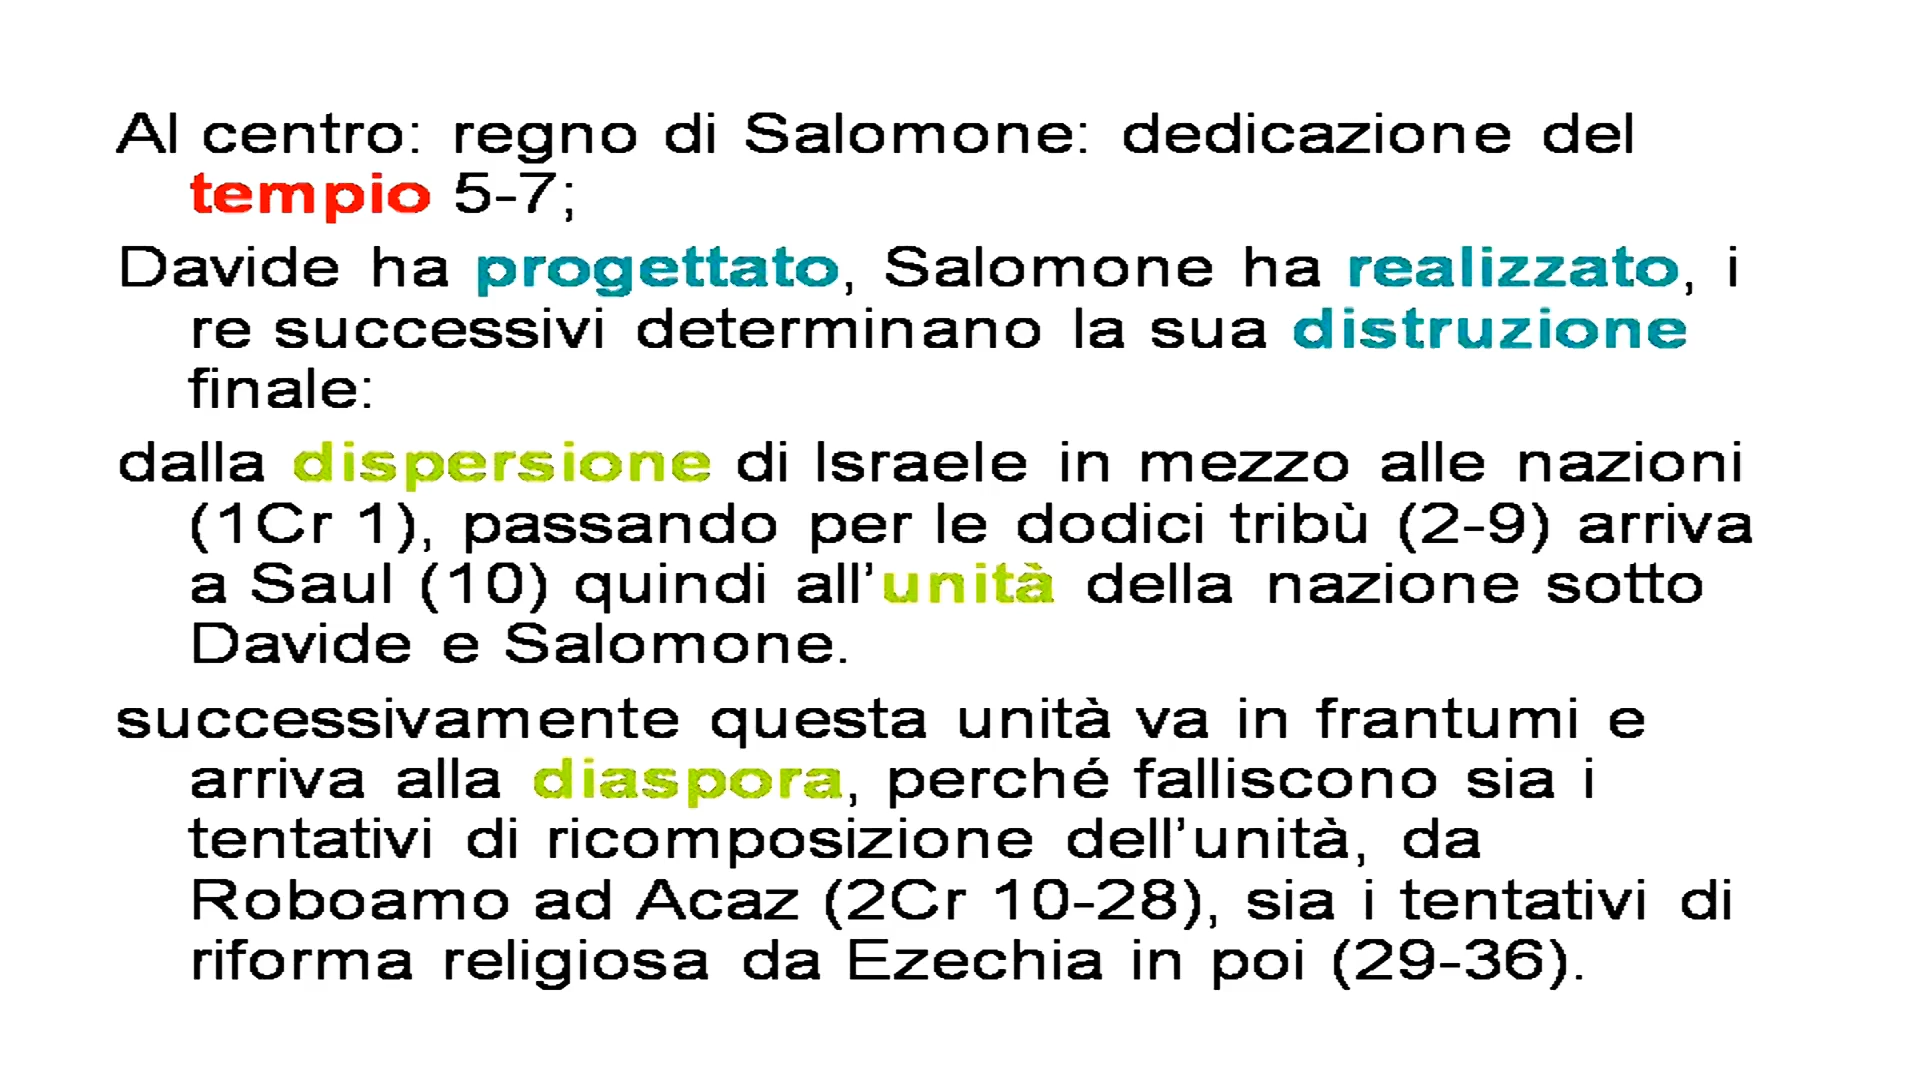 Al centro: regno di Salomone: dedicazione del
tempio 5-7;
Davide ha progettato, Salomone ha realizzato, i
re successivi determinano la sua distruzione
finale:
dalla dispersione di Israele in mezzo alle nazioni
(1Cr 1), passando per le dodici tribù (2-9) arriva
a Saul (10) quindi all’unità della nazione sotto
Davide e Salomone.
successivamente questa unità va in frantumi e
arriva alla diaspora, perché falliscono sia i
tentativi di ricomposizione dell’unità, da
Roboamo ad Acaz (2Cr 10-28), sia i tentativi di
riforma religiosa da Ezechia in poi (29-36).